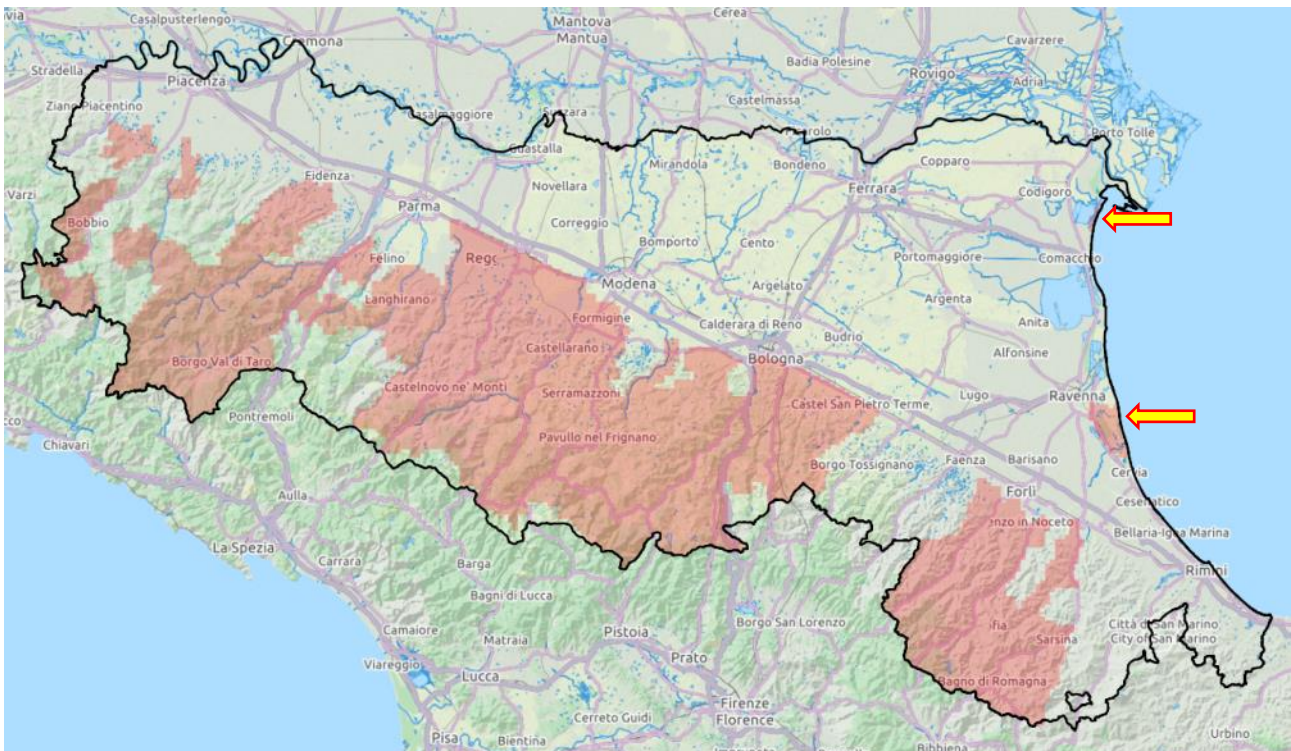 Casalpusterlengo
Cremona
Mantova
Mantua
Cerea
Cavarzere
Stradella
Piacenza
Badia Polesine
Rovigo
Adria
Ziano Piacentino
Casalmaggiore
Suzzara
Castelmassa
Porto Tolle
Guastalla
Mirandola
Bondeno
Copparo
Varzi
Fidenza
Novellara
Ferrara
Codigoro
Bobbio
Parma
Correggio
Bomporto
Cento
Portomaggiore
Comacchio
Felino
Modena
Argelato
Langhirano
Formigine
Calderara di Reno
Budrio
Argenta
Anita
Borgo Val di Taro
Castellarano
Bologna
Alfonsine
Castelnovo ne' Monti
Serramazzoni
Castel San Pietro Terme
Lugo
Ravenna
Pontremoli
Chiavari
Pavullo nel Frignano
Borgo Tossignano
Faenza
Barisano
Cervia
Aulla
Forlì
Cesenatico
enzo in Noceto
Bellaria-Igea Marina
La Spezia
Carrara
Barga
Rimini
Bagni di Lucca
Camaiore
Matraia
Pistoia
Borgo San Lorenzo
Sarsina
Città di San Marino
City of San Marino
Viareggio
Lucca
Prato
Bagno di Romagna
Firenze
Florence
Pisa
Bientina
Cerreto Guidi
Bibbiena
Urbino